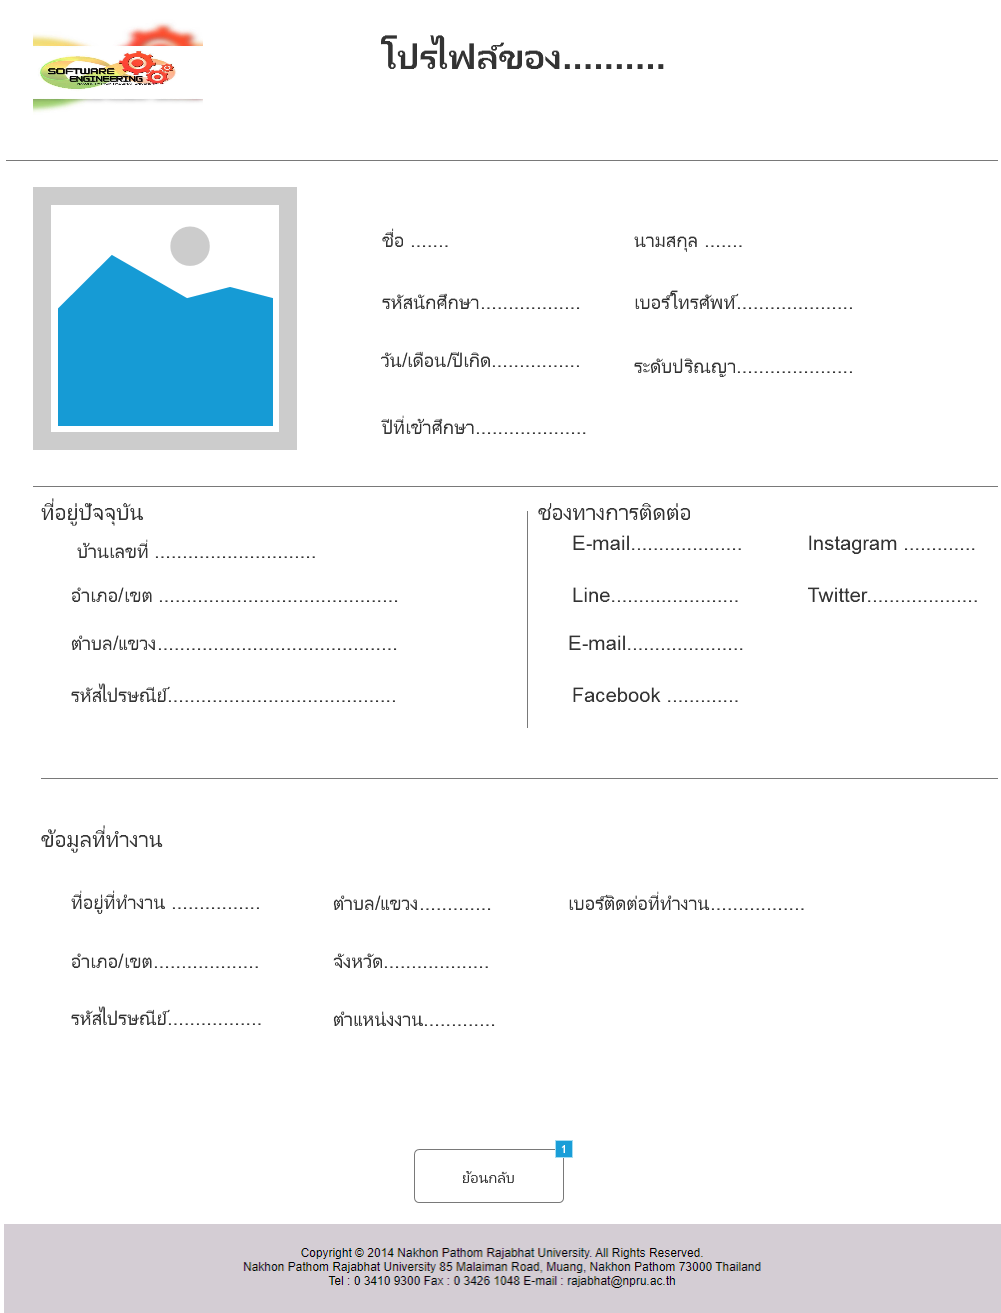 SOFTWARE
ENGINEERING
โปรไฟล์ของ..........
ชื่อ .......
นามสกุล .......
รหัสนักศึกษา..................
เบอร์โทรศัพท์.....................
วัน/เดือน/ปีเกิด................
ระดับปริณญา.....................
ปีที่เข้าศึกษา....................
ที่อยู่ปัจจุบัน
บ้านเลขที่ .............................
อำเภอ/เขต ...........................................
ตำบล/แขวง...........................................
รหัสไปรษณีย์.........................................
ช่องทางการติดต่อ
E-mail....................
Instagram .............
Line.......................
Twitter....................
E-mail.....................
Facebook .............
ข้อมูลที่ทำงาน
ที่อยู่ที่ทำงาน ................
ตำบล/แขวง.............
เบอร์ติดต่อที่ทำงาน.................
อำเภอ/เขต...................
จังหวัด...................
รหัสไปรษณีย์.................
ตำแหน่งงาน.............
1
ย้อนกลับ
Copyright © 2014 Nakhon Pathom Rajabhat University. All Rights Reserved.
Nakhon Pathom Rajabhat University 85 Malaiman Road, Muang, Nakhon Pathom 73000 Thailand
Tel : 0 3410 9300 Fax : 0 3426 1048 E-mail : rajabhat@npru.ac.th